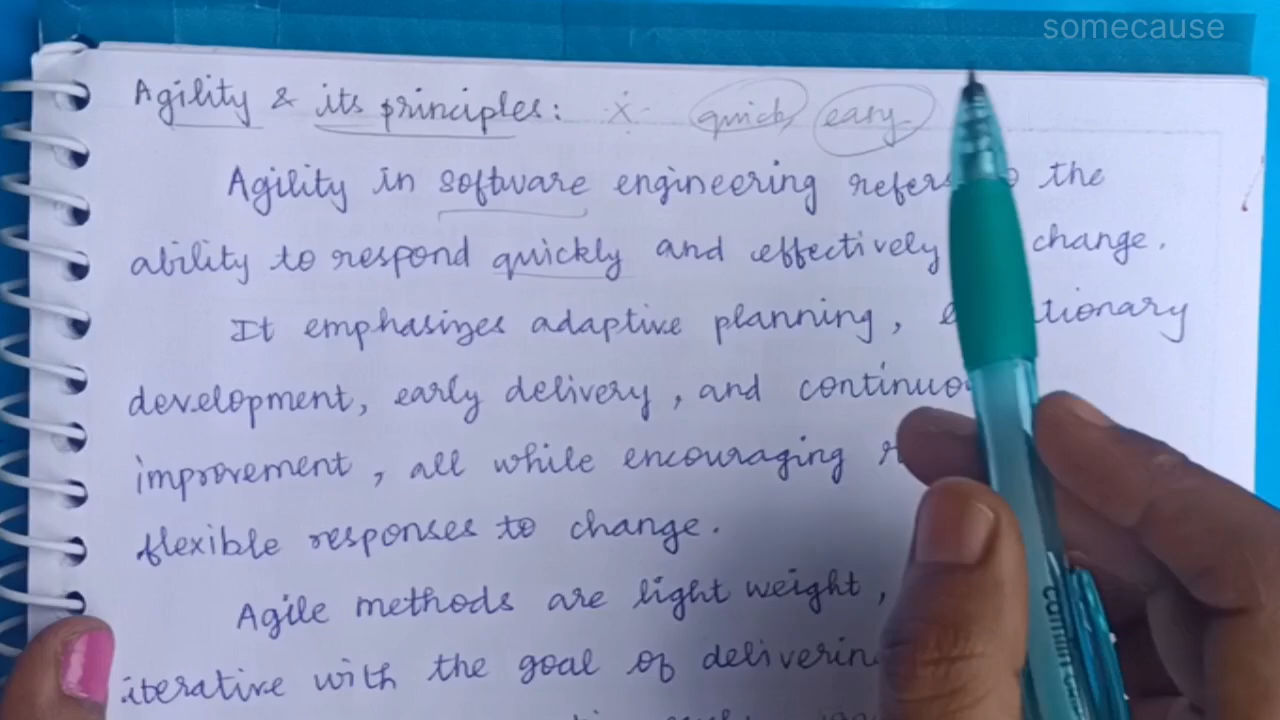 somecause
Agility & its principles: -x- quick easy
Agility in software engineering refers the
ability to respond quickly and effectively change.
It emphasizes adaptive planning,
development, early delivery, and
improvement, all while encouraging
flexible responses to change.
Agile methods are light weight,
iterative with the goal of